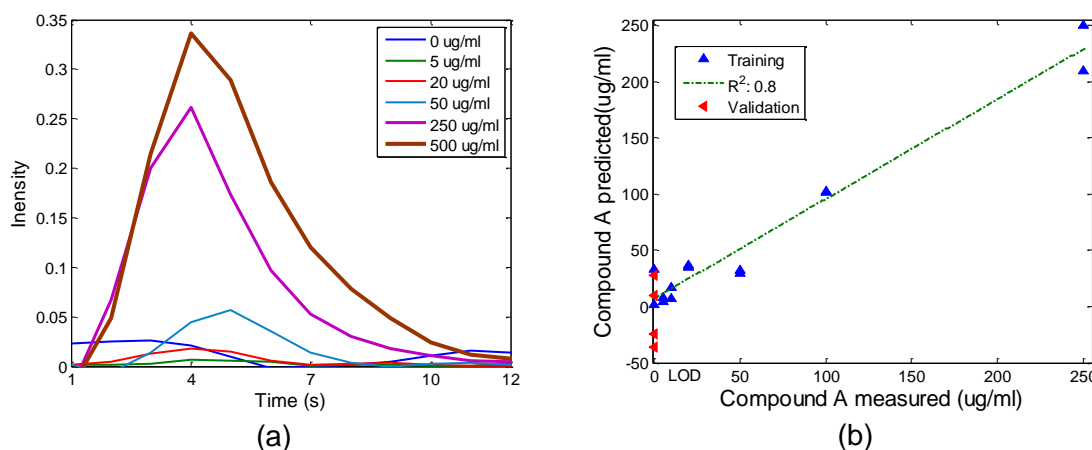 0.35
0.3
0.25
0.2
0.15
0.1
0.05
0
1
4
7
10
12
Inensity
Time (s)
0 ug/ml
5 ug/ml
20 ug/ml
50 ug/ml
250 ug/ml
500 ug/ml
(a)
250
200
150
100
50
0
-50
0
LOD
50
100
150
200
250
Compound A predicted(ug/ml)
Compound A measured (ug/ml)
Training
R²: 0.8
Validation
(b)